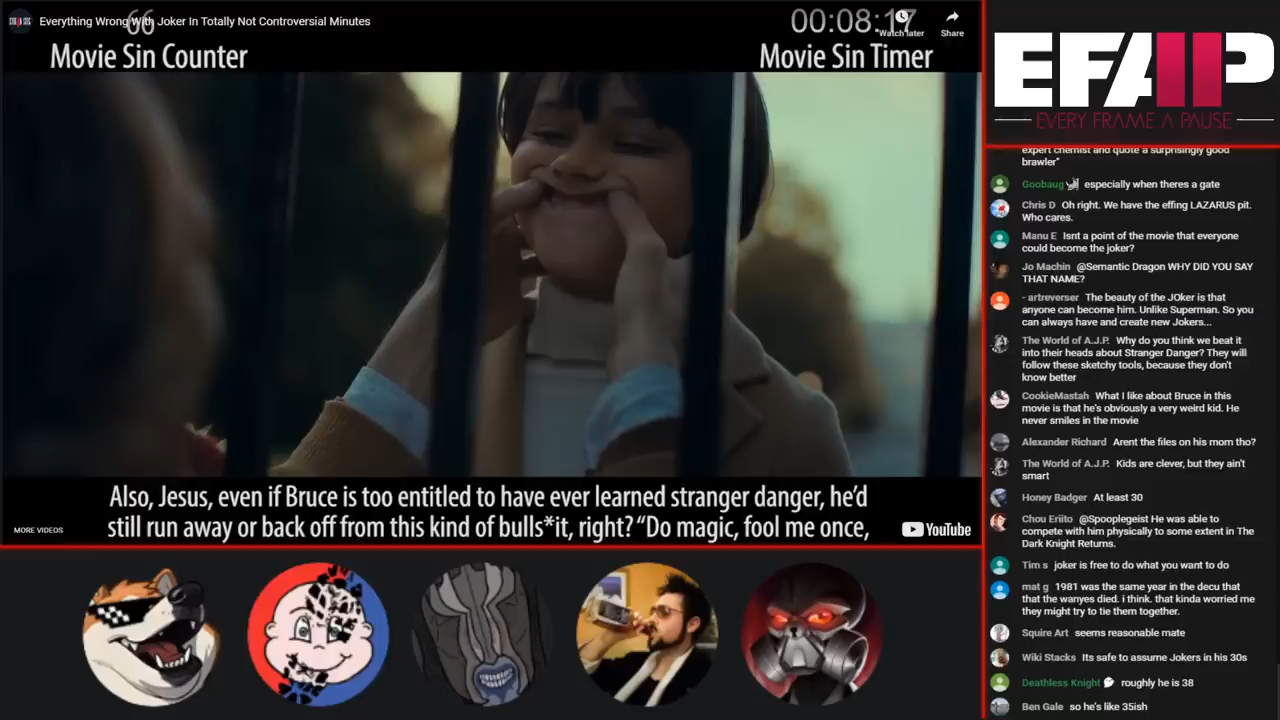 Everything Wrong With Joker In Totally Not Controversial Minutes
66
Movie Sin Counter
00:08:17
Watch later
Share
Movie Sin Timer
Also, Jesus, even if Bruce is too entitled to have ever learned stranger danger, he'd
still run away or back off from this kind of bulls*it, right? “Do magic, fool me once,
MORE VIDEOS
YouTube
EFAP
EVERY FRAME A PAUSE
expert chemist and quote a surprisingly good
brawler"
Goobaug especially when theres a gate
Chris D Oh right. We have the effing LAZARUS pit.
Who cares.
Manu E Isnt a point of the movie that everyone
could become the joker?
Jo Machin @Semantic Dragon WHY DID YOU SAY
THAT NAME?
- artreverser The beauty of the JOker is that
anyone can become him. Unlike Superman. So you
can always have and create new Jokers...
The World of A.J.P. Why do you think we beat it
into their heads about Stranger Danger? They will
follow these sketchy tools, because they don't
know better
CookieMastah What I like about Bruce in this
movie is that he's obviously a very weird kid. He
never smiles in the movie
Alexander Richard Arent the files on his mom tho?
The World of A.J.P. Kids are clever, but they ain't
smart
Honey Badger At least 30
Chou Eriito @Spooplegeist He was able to
compete with him physically to some extent in The
Dark Knight Returns.
Tim s joker is free to do what you want to do
mat g 1981 was the same year in the dcu that
that the wanyes died. i think. that kinda worried me
they might try to tie them together.
Squire Art seems reasonable mate
Wiki Stacks Its safe to assume Jokers in his 30s
Deathless Knight roughly he is 38
Ben Gale so he's like 35ish